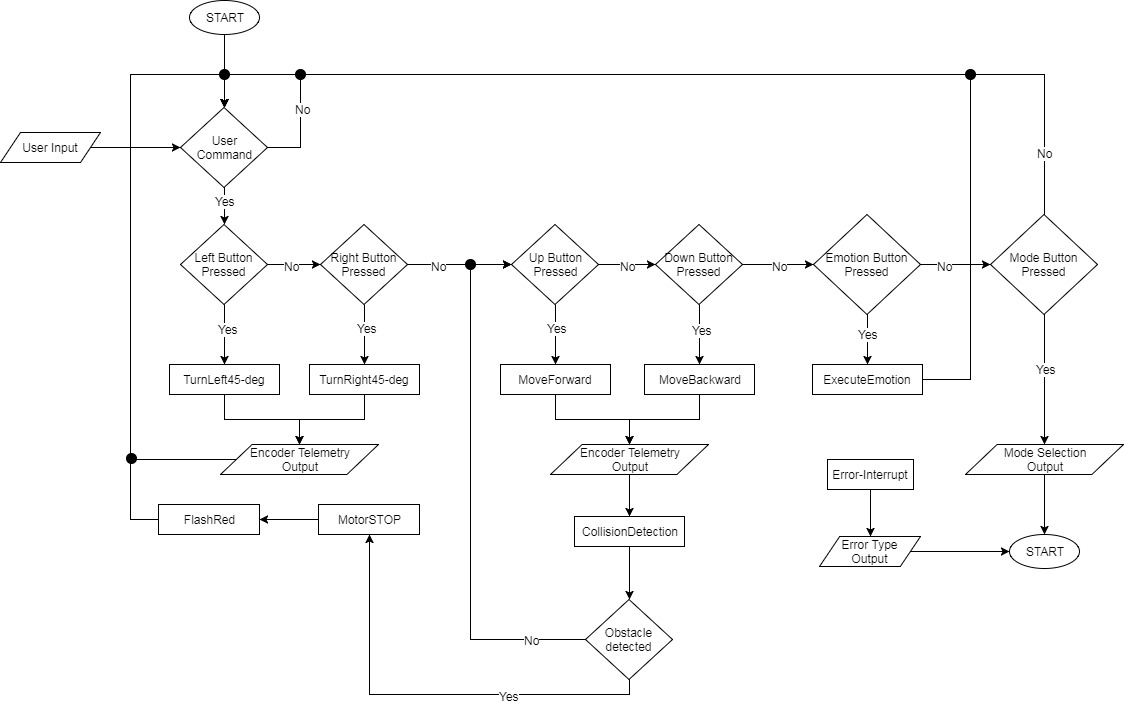 START
No
User Input
User
Command
No
Yes
Left Button
Pressed
No
Right Button
Pressed
No
Up Button
Pressed
No
Down Button
Pressed
No
Emotion Button
Pressed
No
Mode Button
Pressed
Yes
Yes
Yes
Yes
Yes
Yes
TurnLeft45-deg
TurnRight45-deg
MoveForward
MoveBackward
ExecuteEmotion
Encoder Telemetry
Output
Encoder Telemetry
Output
Mode Selection
Output
Error-Interrupt
FlashRed
MotorSTOP
CollisionDetection
Error Type
Output
START
Obstacle
detected
No
Yes